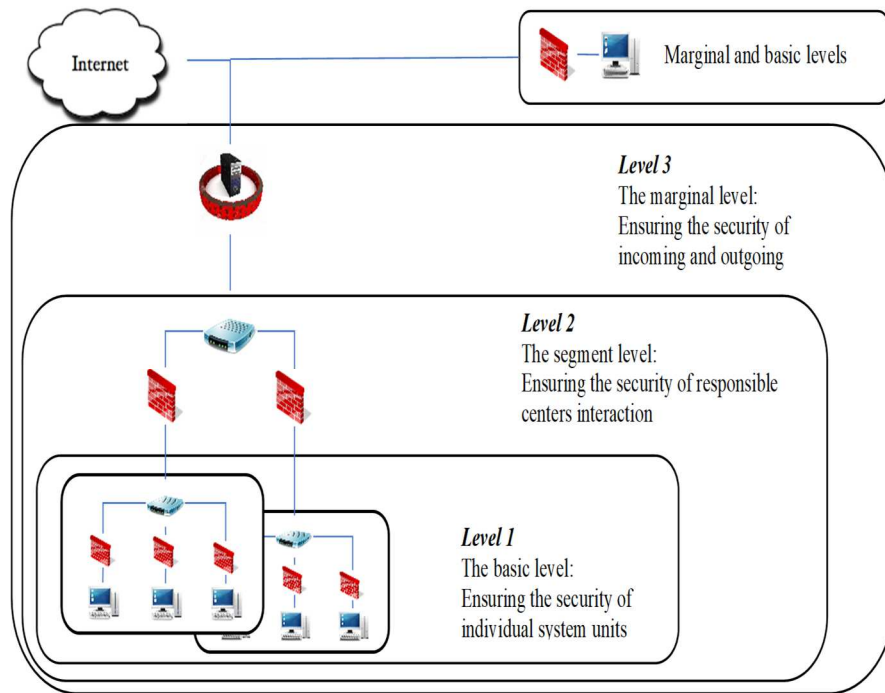 Internet
Marginal and basic levels
Level 3
The marginal level:
Ensuring the security of
incoming and outgoing
Level 2
The segment level:
Ensuring the security of responsible
centers interaction
Level 1
The basic level:
Ensuring the security of
individual system units